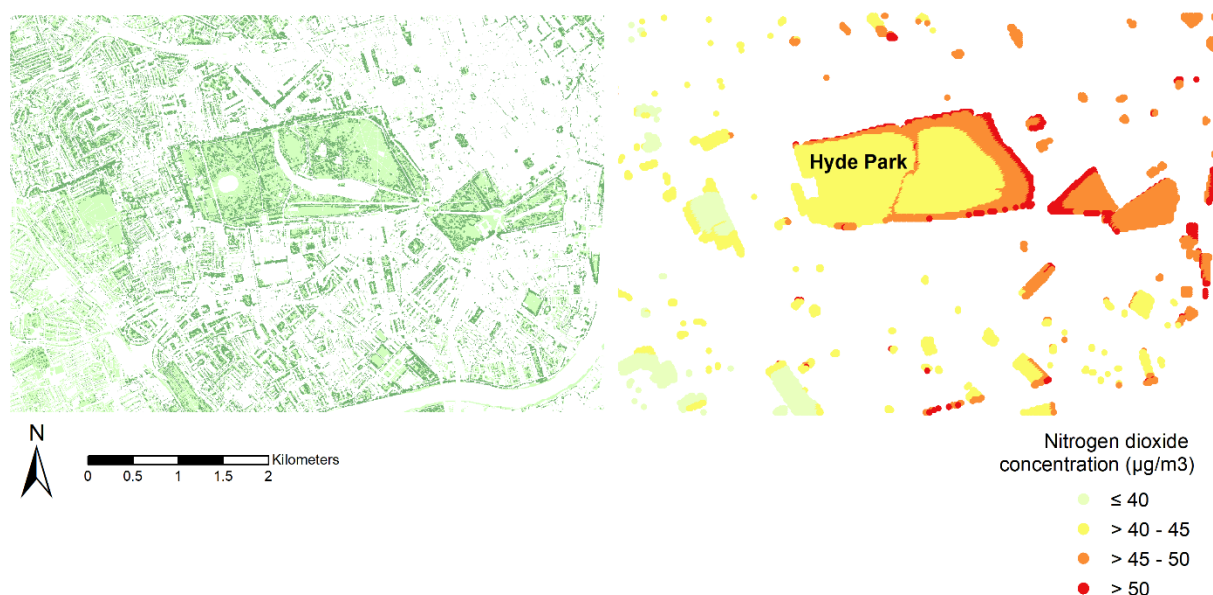 Hyde Park
N
Kilometers
0 0.5 1 1.5 2
Nitrogen dioxide
concentration (µg/m3)
≤ 40
> 40 - 45
> 45 - 50
> 50